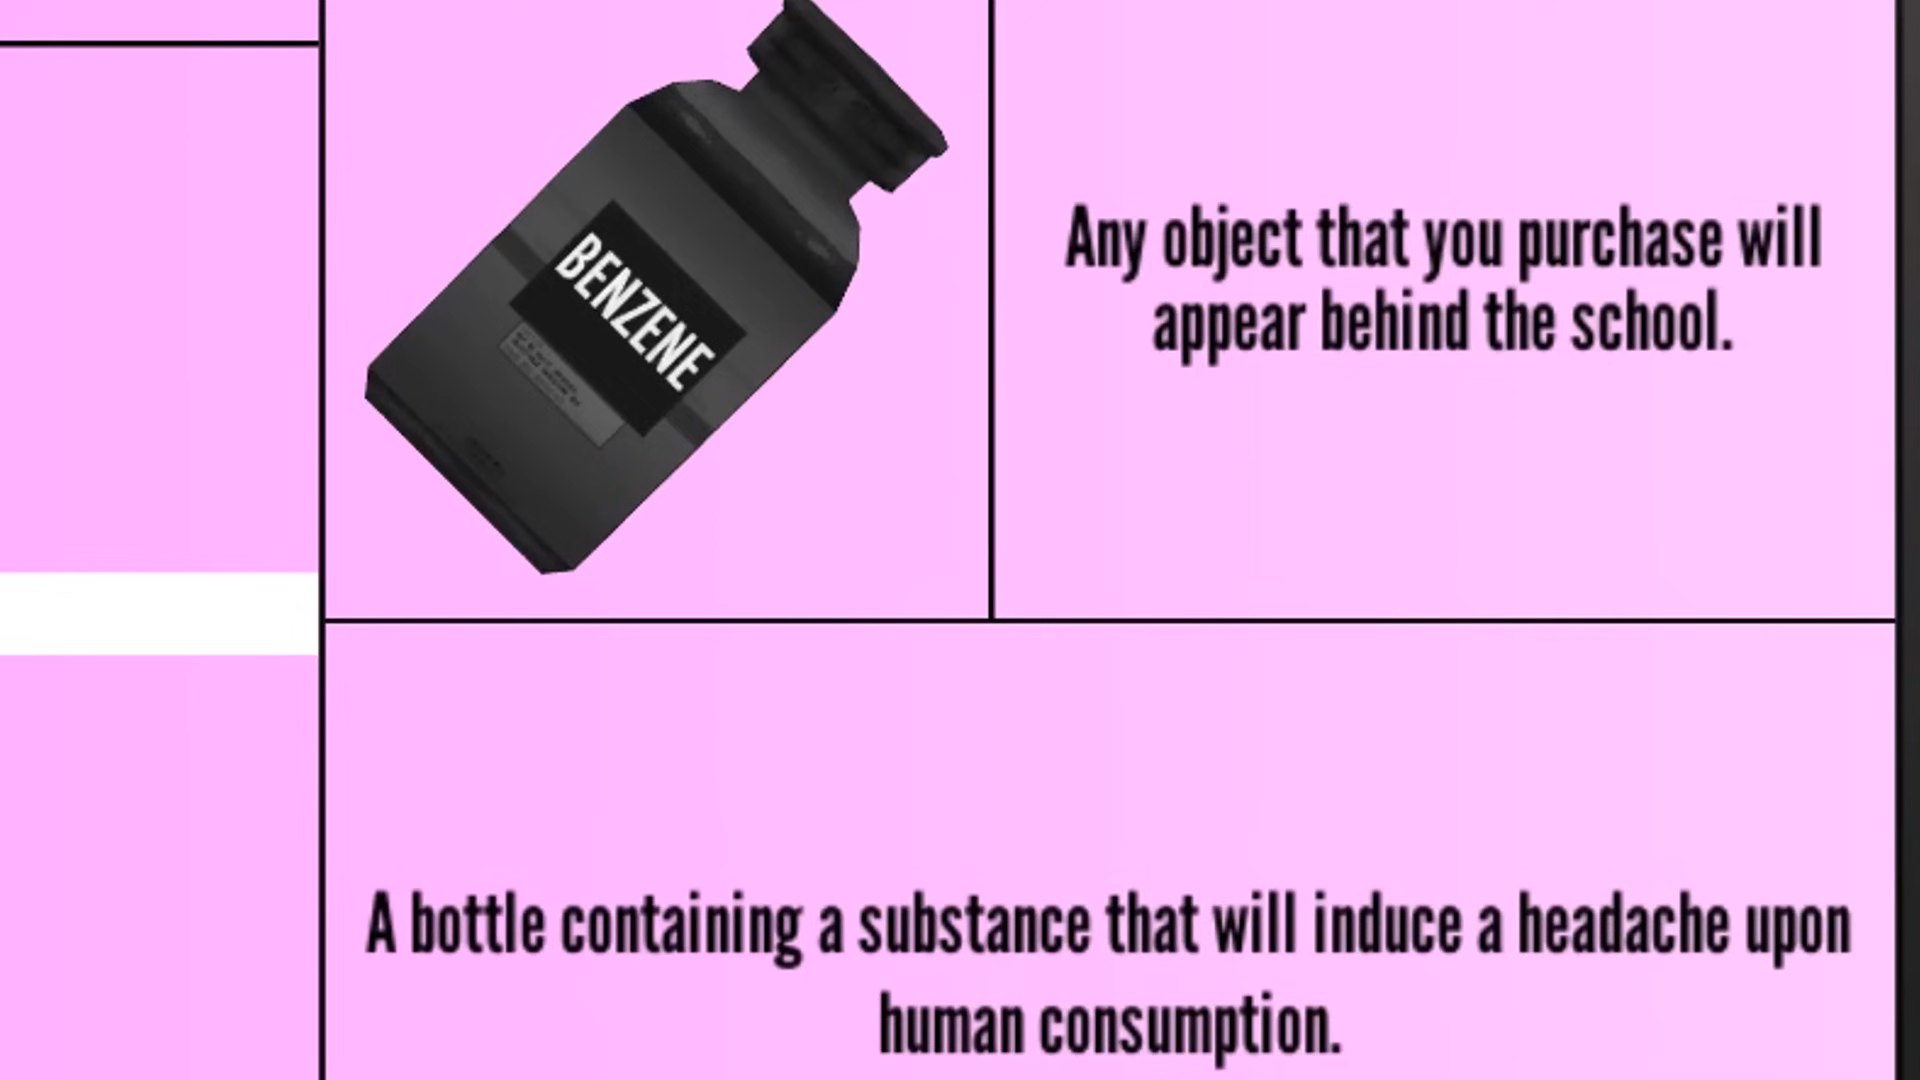 BENZENE
Any object that you purchase will
appear behind the school.
A bottle containing a substance that will induce a headache upon
human consumption.